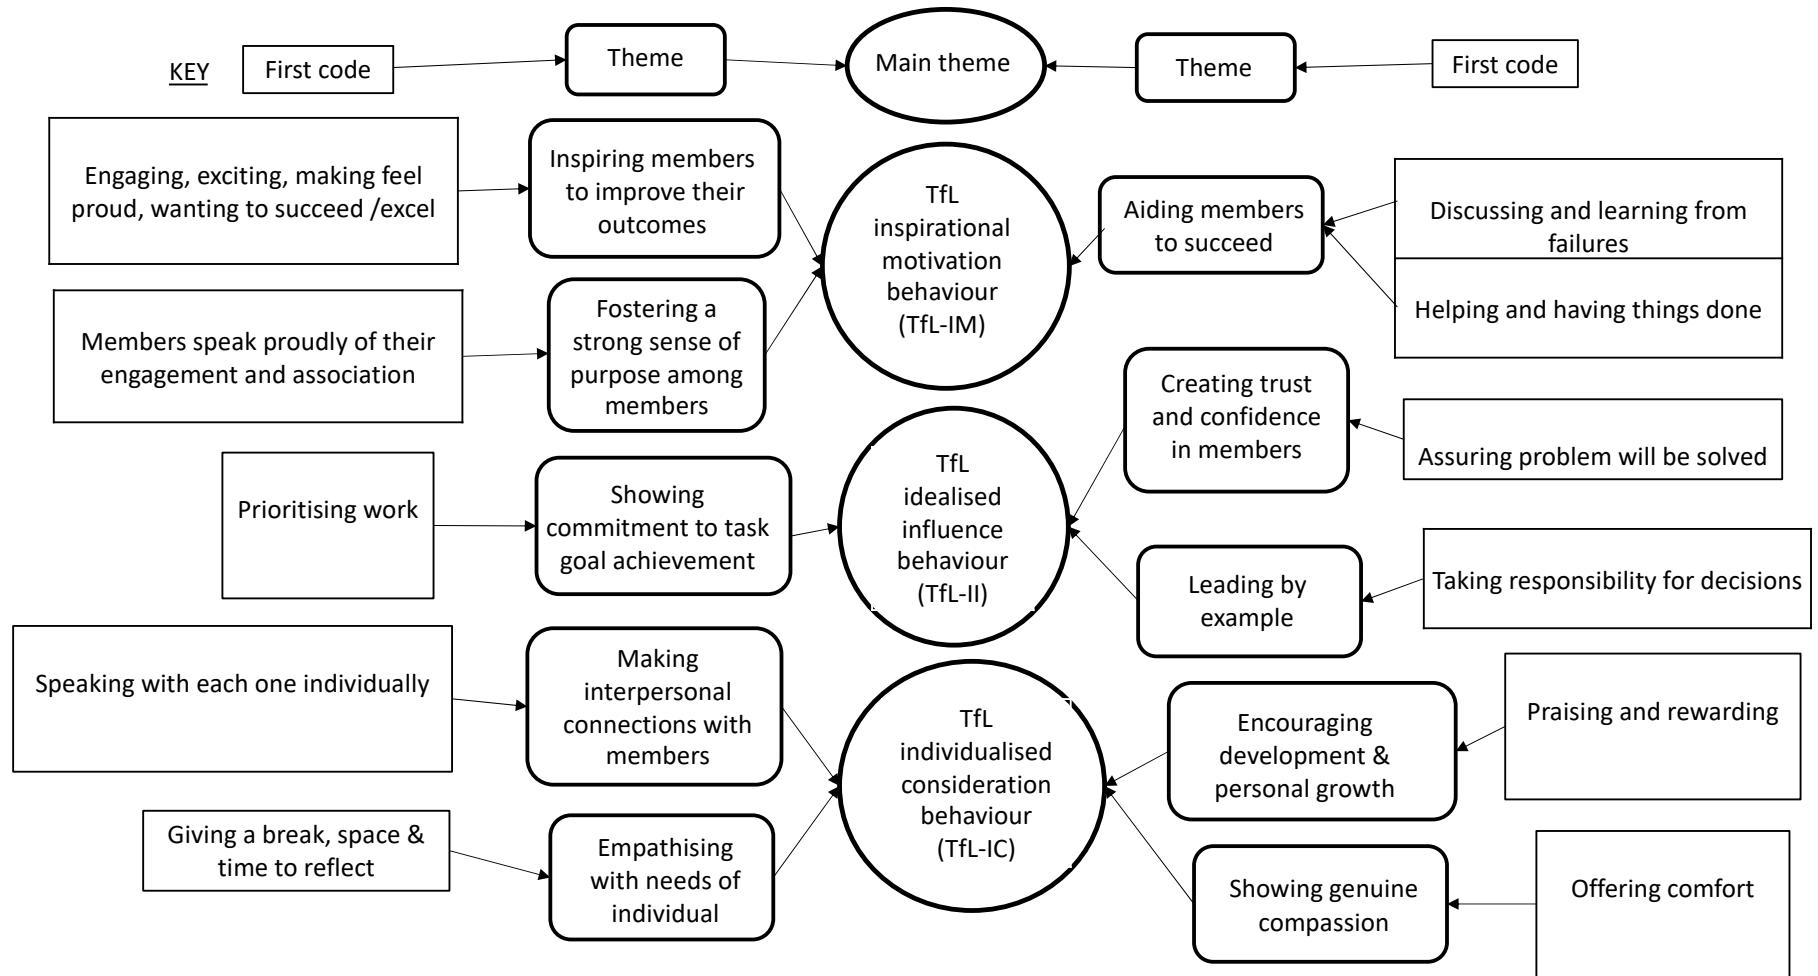 KEY
First code
Theme
Main theme
Theme
First code
Engaging, exciting, making feel
proud, wanting to succeed /excel
Inspiring members
to improve their
outcomes
TfL
inspirational
motivation
behaviour
(TfL-IM)
Aiding members
to succeed
Discussing and learning from
failures
Helping and having things done
Members speak proudly of their
engagement and association
Fostering a
strong sense of
purpose among
members
Creating trust
and confidence
in members
Assuring problem will be solved
Prioritising work
Showing
commitment to task
goal achievement
TfL
idealised
influence
behaviour
(TfL-II)
Leading by
example
Taking responsibility for decisions
Speaking with each one individually
Making
interpersonal
connections with
members
TfL
individualised
consideration
behaviour
(TfL-IC)
Encouraging
development &
personal growth
Praising and rewarding
Giving a break, space &
time to reflect
Empathising
with needs of
individual
Showing genuine
compassion
Offering comfort